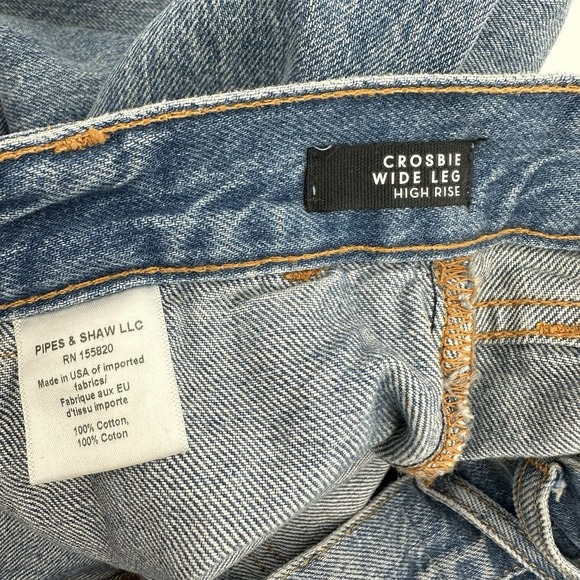 CROSBIE
WIDE LEG
HIGH RISE
PIPES & SHAW LLC
RN 155820
Made in USA of imported
fabrics/
Fabrique aux EU
d'tissu importe
100% Cotton,
100% Coton